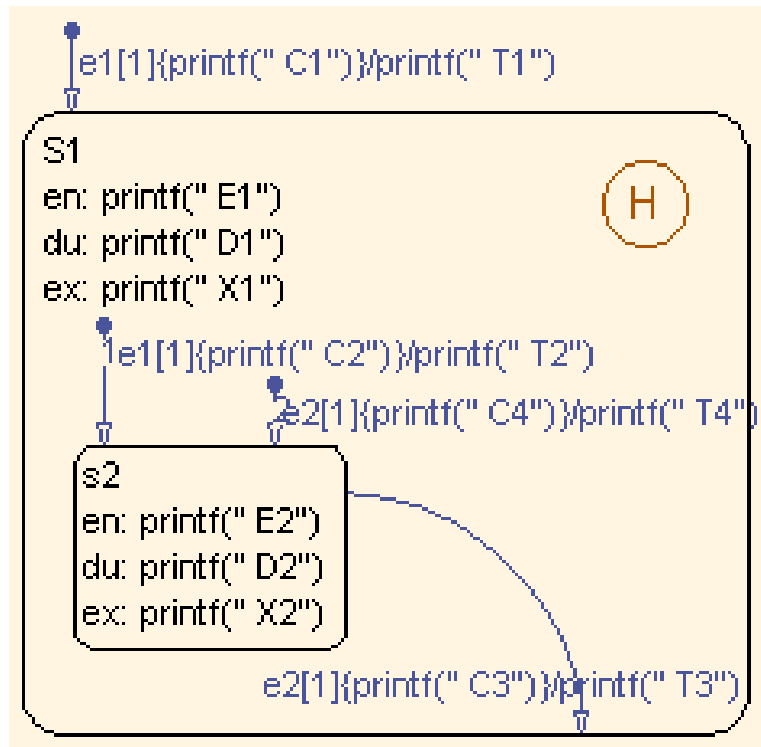 e1[1]{printf(" C1")}/printf(" T1")
S1
en: printf(" E1")
du: printf(" D1")
ex: printf(" X1")
H
1e1[1]{printf(" C2")}/printf(" T2")
2e2[1]{printf(" C4")}/printf(" T4")
s2
en: printf(" E2")
du: printf(" D2")
ex: printf(" X2")
e2[1]{printf(" C3")}/printf(" T3")